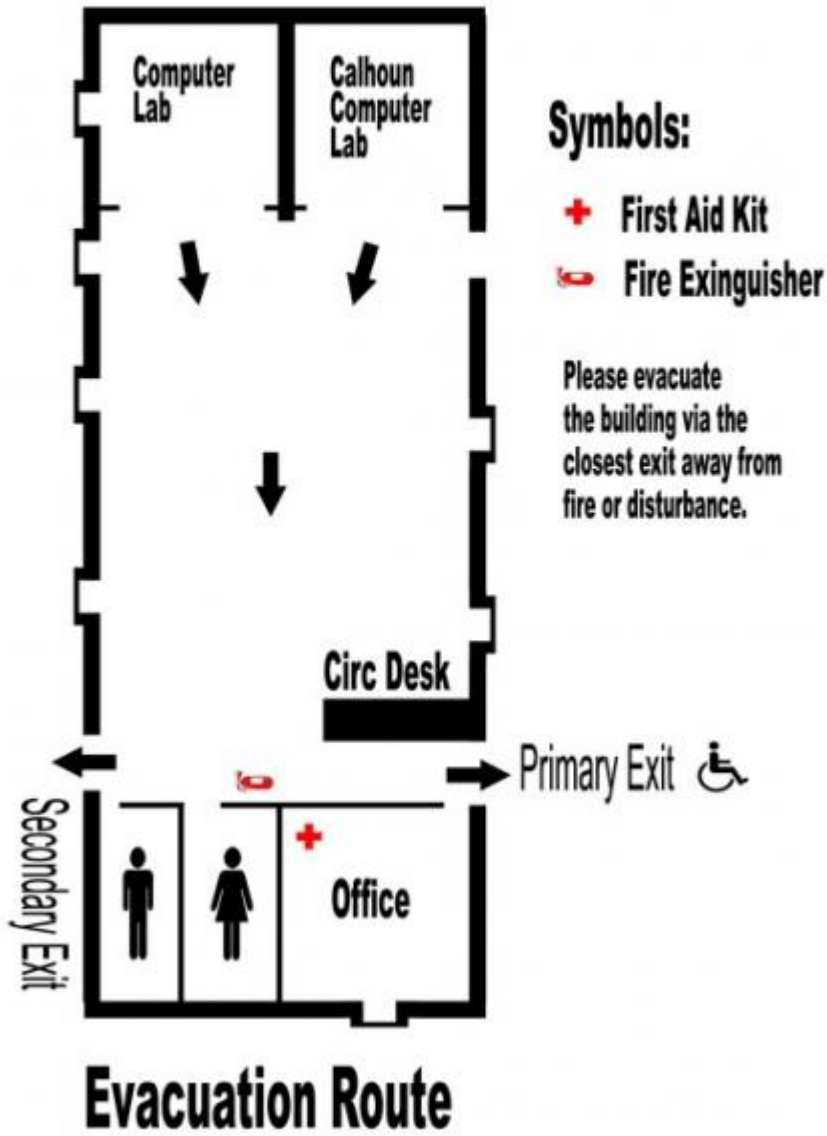 Computer
Lab
Calhoun
Computer
Lab
Symbols:
First Aid Kit
Fire Exinguisher
Please evacuate
the building via the
closest exit away from
fire or disturbance.
Circ Desk
Primary Exit
Secondary Exit
Office
Evacuation Route